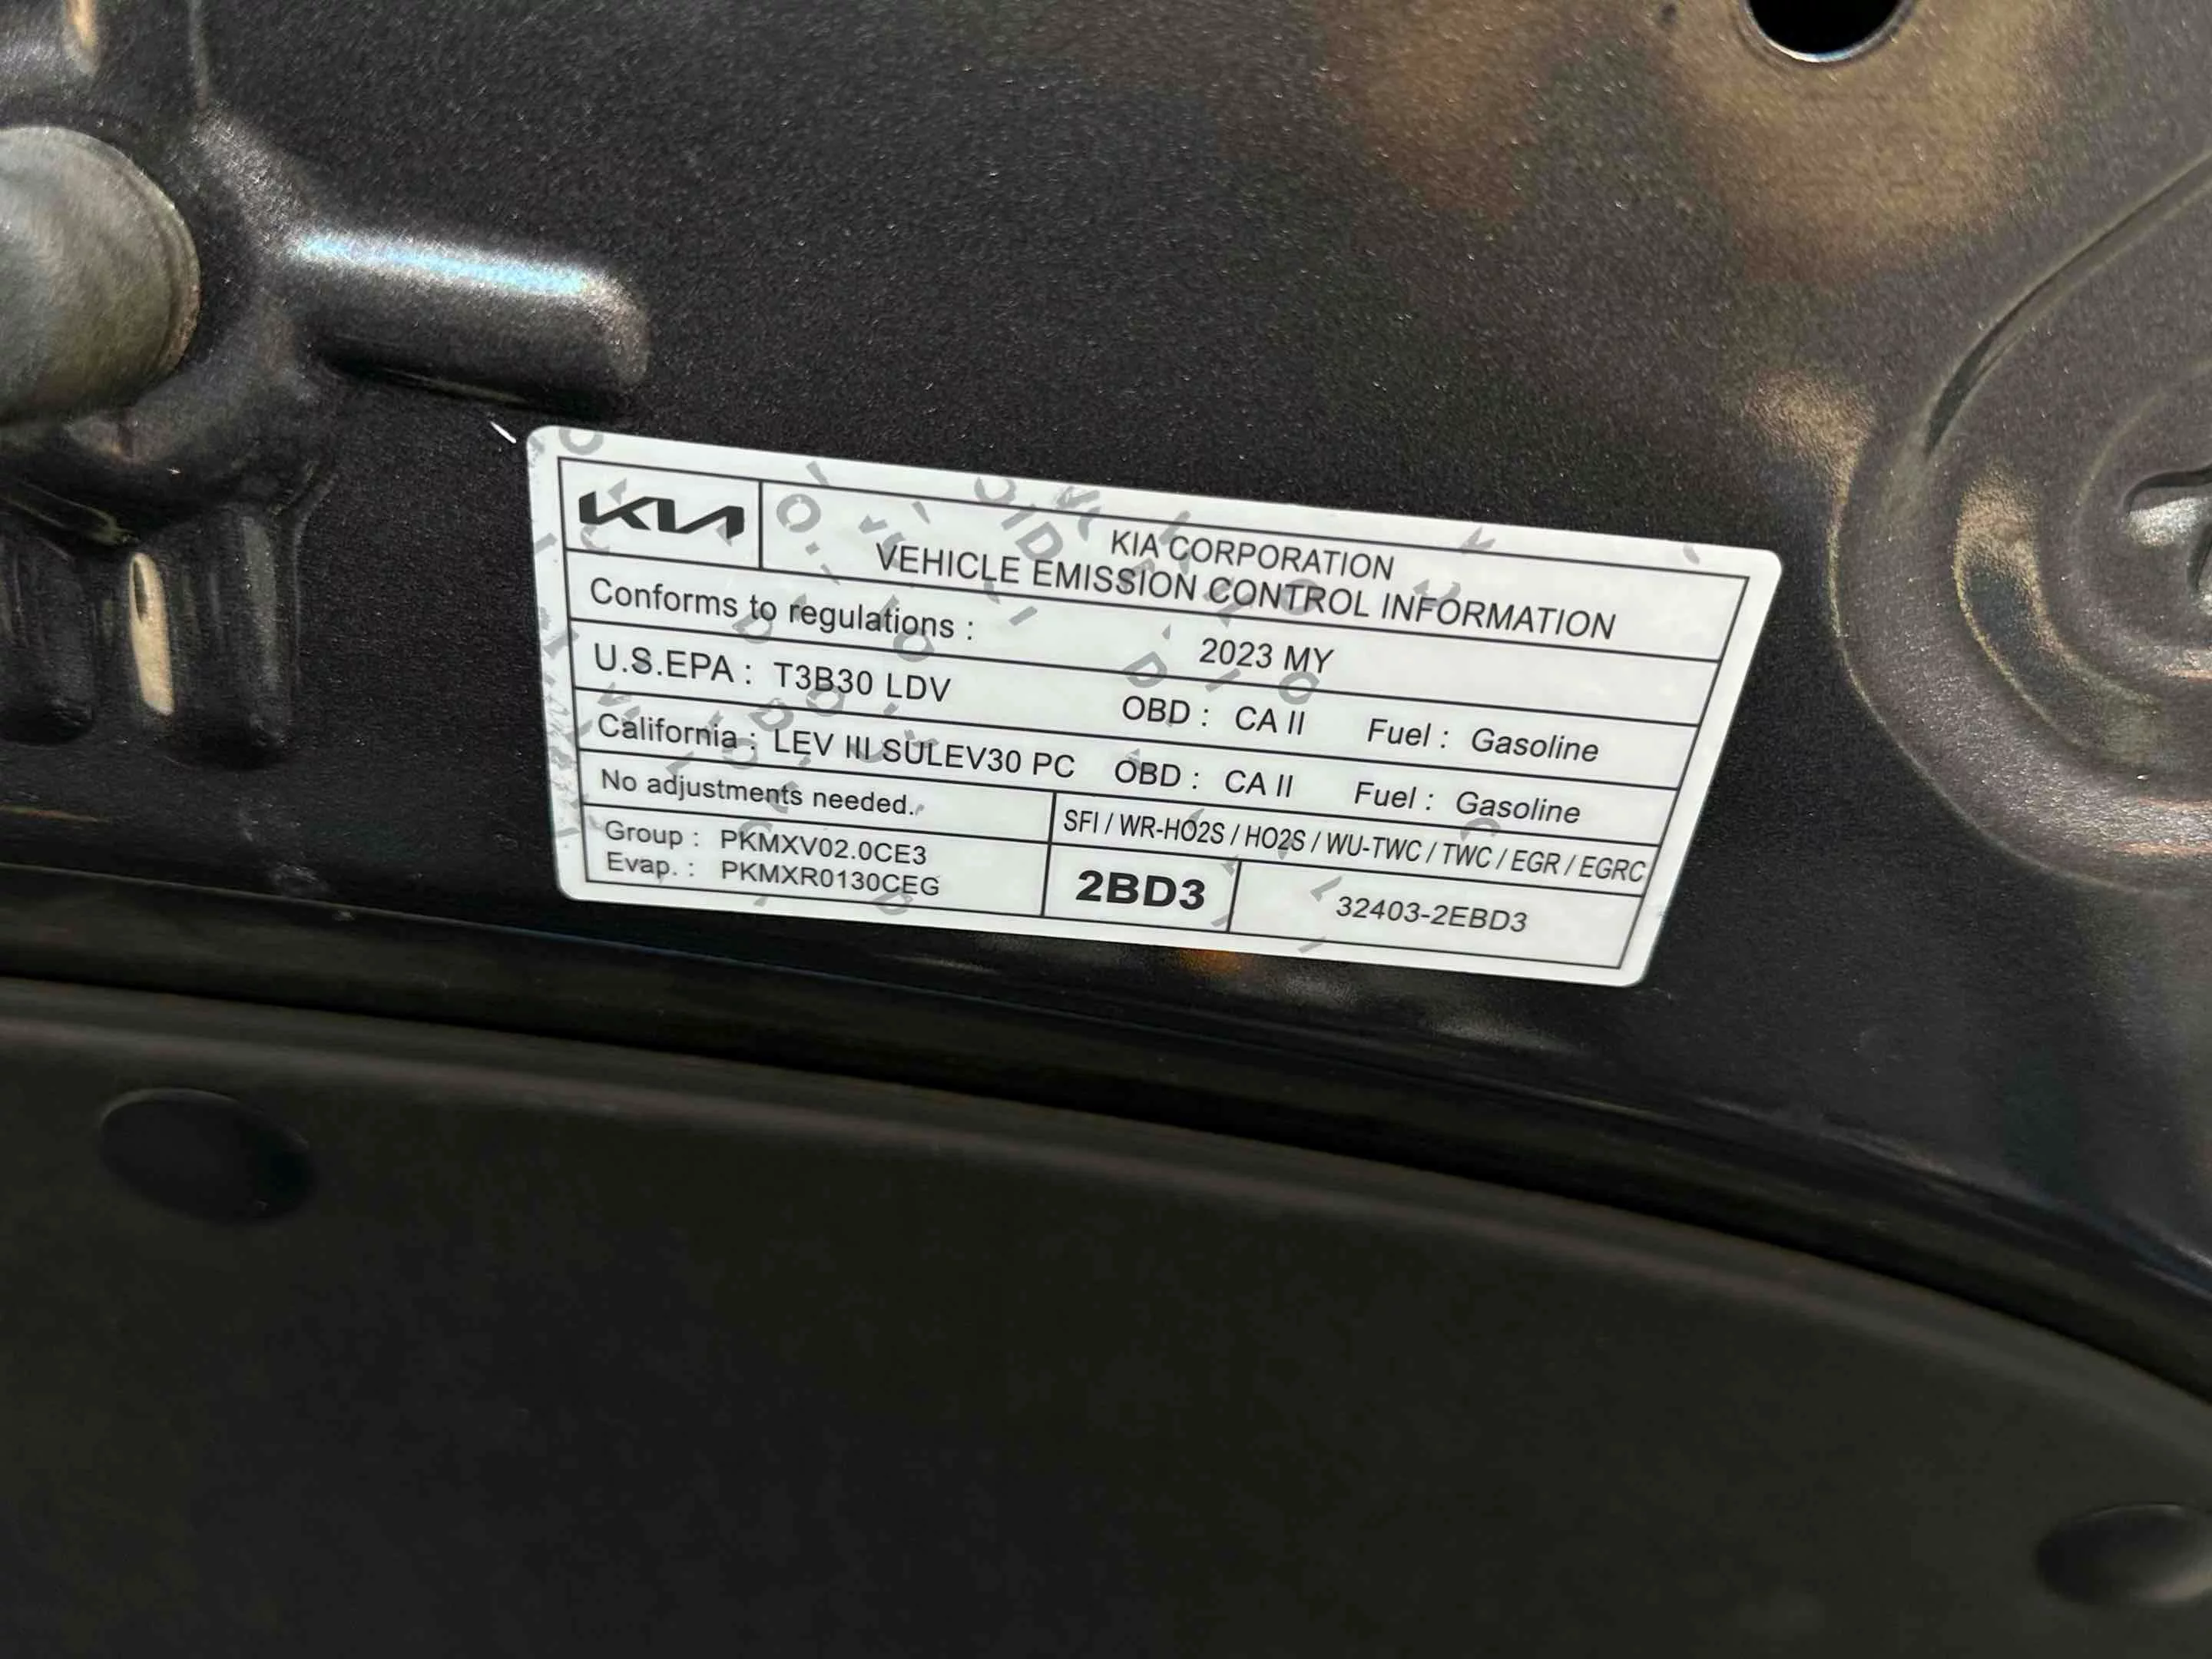 KIA
KIA CORPORATION
VEHICLE EMISSION CONTROL INFORMATION
Conforms to regulations : 2023 MY
U.S.EPA : T3B30 LDV OBD : CA II Fuel : Gasoline
California : LEV III SULEV30 PC OBD : CA II Fuel : Gasoline
No adjustments needed.
SFI / WR-HO2S / HO2S / WU-TWC / TWC / EGR / EGRC
Group : PKMXV02.0CE3
Evap. : PKMXR0130CEG
2BD3
32403-2EBD3